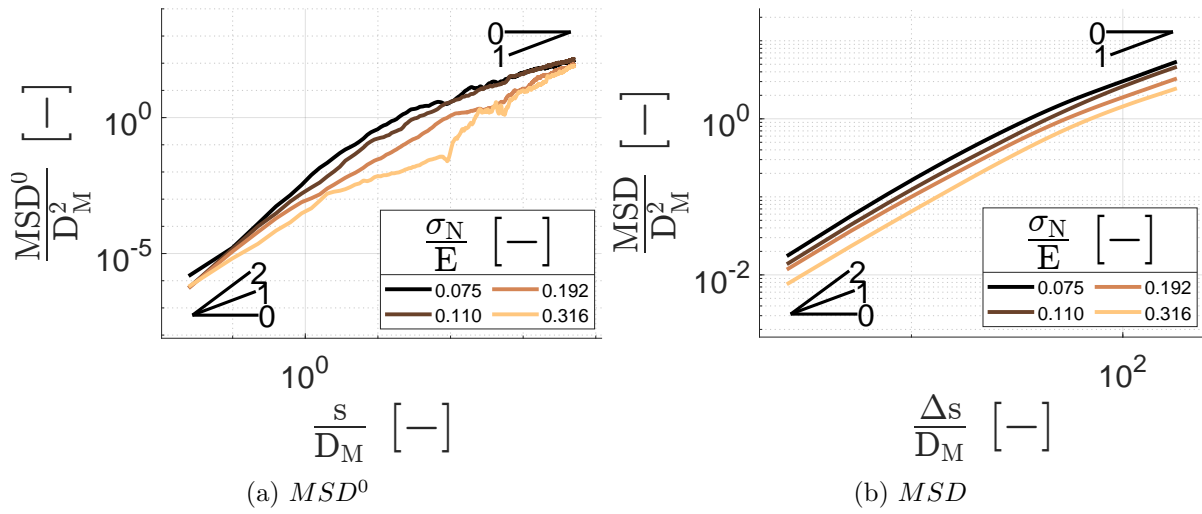 0
1
MSD^0
D_M^2
[—]
10^0
10^-5
2
1
0
σ_N
E
[—]
0.075 0.192
0.110 0.316
10^0
s
D_M
[—]
(a) MSD^0
0
1
MSD
D_M^2
[—]
10^0
10^-2
2
1
0
σ_N
E
[—]
0.075 0.192
0.110 0.316
10^2
Δs
D_M
[—]
(b) MSD